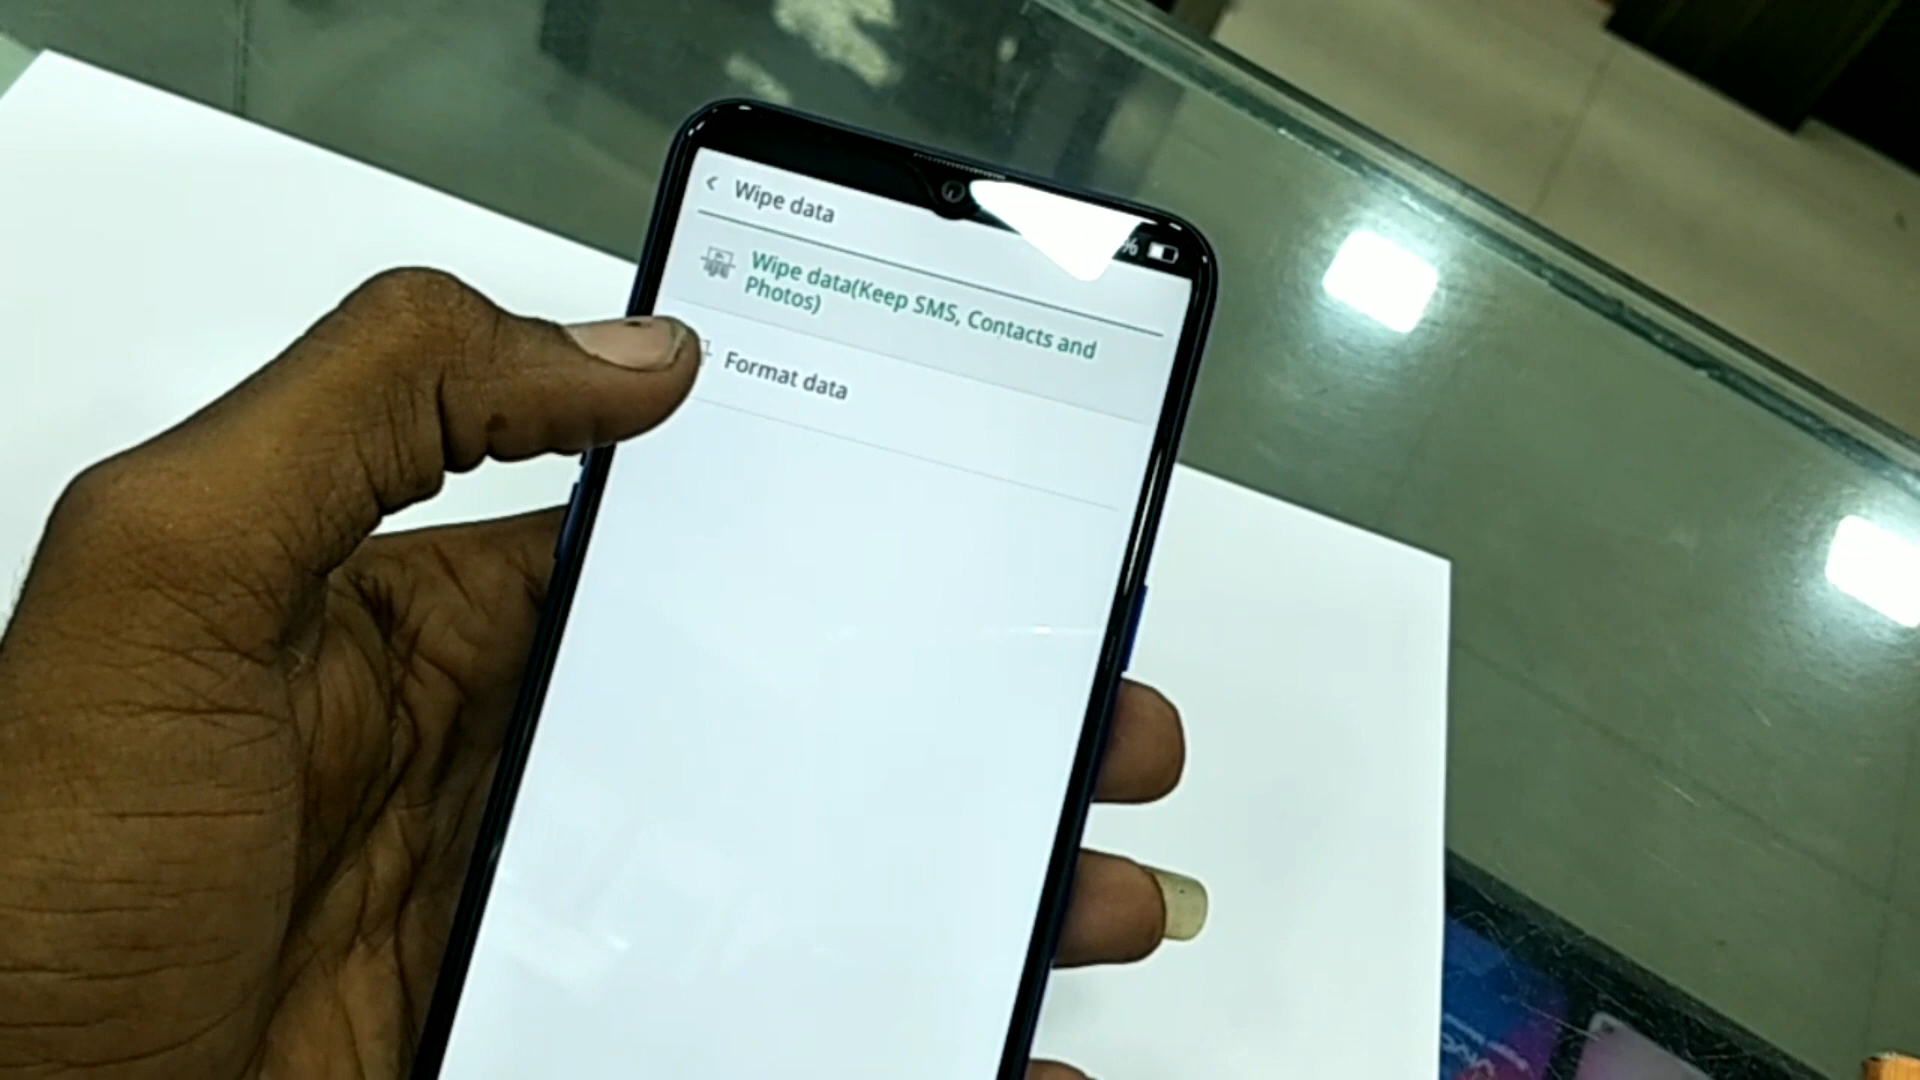 Wipe data
%
Wipe data(Keep SMS, Contacts and
Photos)
Format data